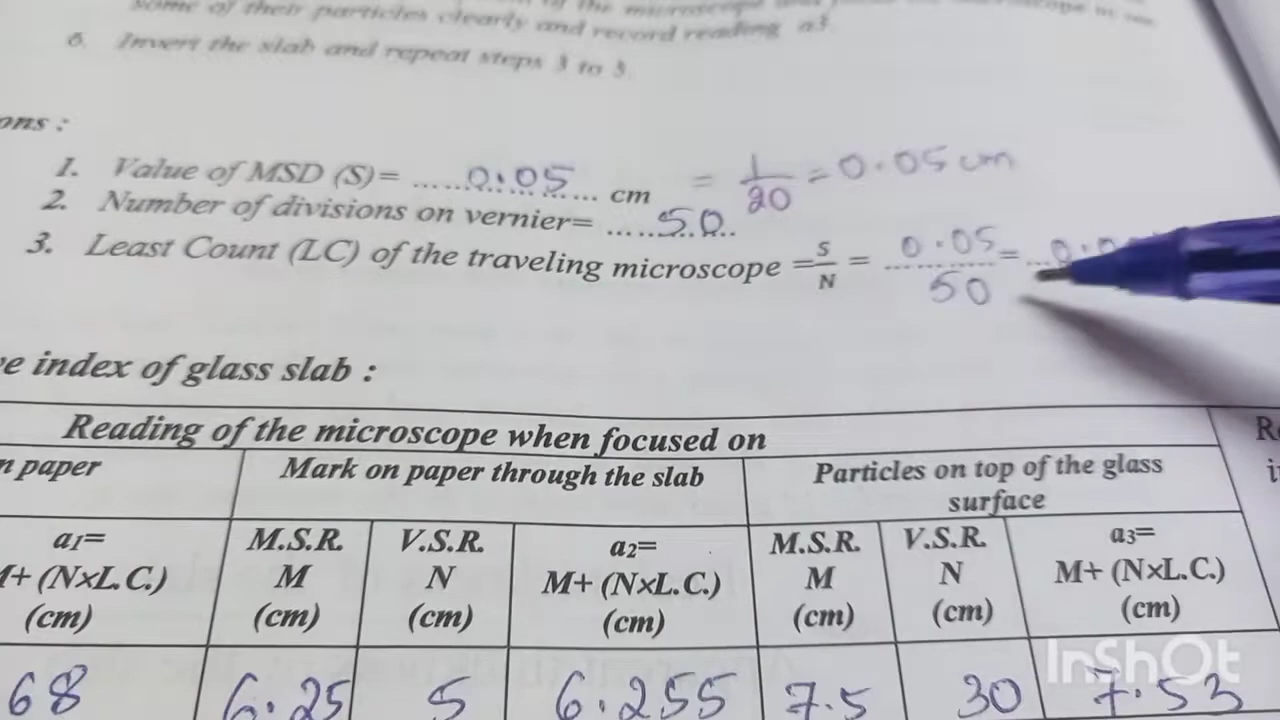 some of their particles clearly and record reading a3.
6. Invert the slab and repeat steps 3 to 5.
ons :
1. Value of MSD (S)= ......0.05...... cm = 1/20 = 0.05 cm
2. Number of divisions on vernier= ......50......
3. Least Count (LC) of the traveling microscope = S/N = 0.05/50 = ...0.0
e index of glass slab :
Reading of the microscope when focused on
n paper Mark on paper through the slab Particles on top of the glass surface
a1= M.S.R. V.S.R. a2= M.S.R. V.S.R. a3=
+ (N×L.C.) M N M+ (N×L.C.) M N M+ (N×L.C.)
(cm) (cm) (cm) (cm) (cm) (cm) (cm)
68 6.25 5 6.255 7.5 30 7.53
InShOt